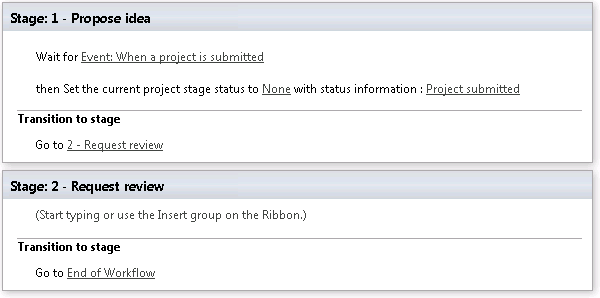 Stage: 1 - Propose idea
Wait for Event: When a project is submitted
then Set the current project stage status to None with status information : Project submitted
Transition to stage
Go to 2 - Request review
Stage: 2 - Request review
(Start typing or use the Insert group on the Ribbon.)
Transition to stage
Go to End of Workflow